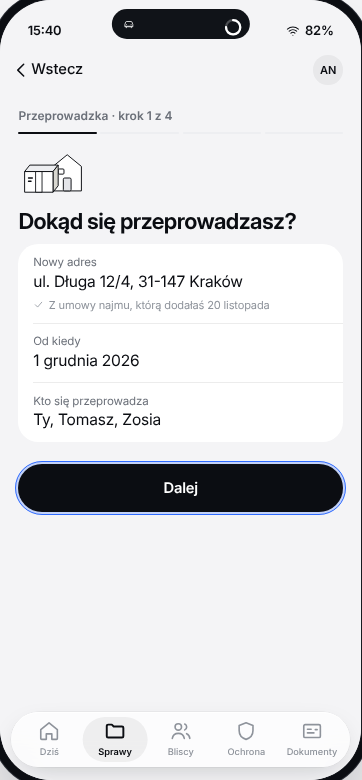 15:40
82%
Wstecz
AN
Przeprowadzka · krok 1 z 4
Dokąd się przeprowadzasz?
Nowy adres
ul. Długa 12/4, 31-147 Kraków
Z umowy najmu, którą dodałaś 20 listopada
Od kiedy
1 grudnia 2026
Kto się przeprowadza
Ty, Tomasz, Zosia
Dalej
Dziś
Sprawy
Bliscy
Ochrona
Dokumenty